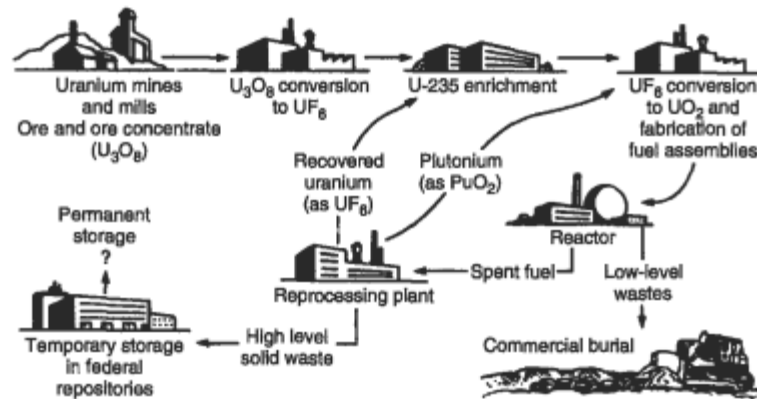 Uranium mines
and mills
Ore and ore concentrate
(U₃O₈)
U₃O₈ conversion
to UF₆
U-235 enrichment
UF₆ conversion
to UO₂ and
fabrication of
fuel assemblies
Recovered
uranium
(as UF₆)
Plutonium
(as PuO₂)
Reactor
Spent fuel
Low-level
wastes
Reprocessing plant
Permanent
storage
?
High level
solid waste
Temporary storage
in federal
repositories
Commercial burial